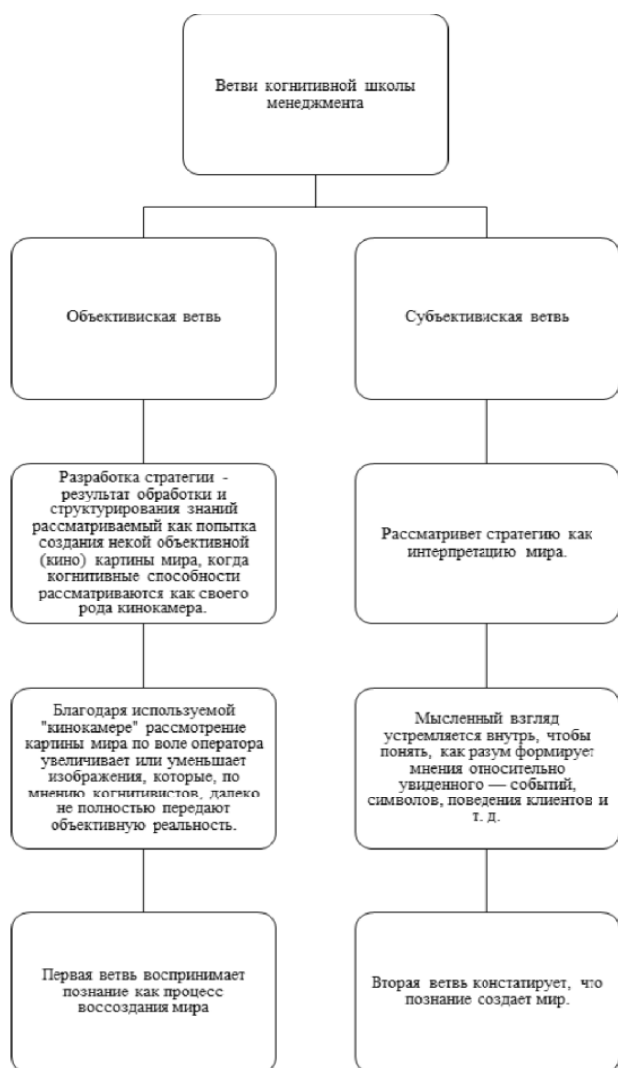 Ветви когнитивной школы
менеджмента
Объективиская ветвь
Субъективиская ветвь
Разработка стратегии -
результат обработки и
структурирования знаний
рассматриваемый как попытка
создания некой объективной
(кино) картины мира, когда
когнитивные способности
рассматриваются как своего
рода кинокамера.
Рассматривет стратегию как
интерпретацию мира.
Благодаря используемой
"кинокамере" рассмотрение
картины мира по воле оператора
увеличивает или уменьшает
изображения, которые, по
мнению когнитивистов, далеко
не полностью передают
объективную реальность.
Мысленный взгляд
устремляется внутрь, чтобы
понять, как разум формирует
мнения относительно
увиденного — событий,
символов, поведения клиентов и
т. д.
Первая ветвь воспринимает
познание как процесс
воссоздания мира
Вторая ветвь констатирует, что
познание создает мир.